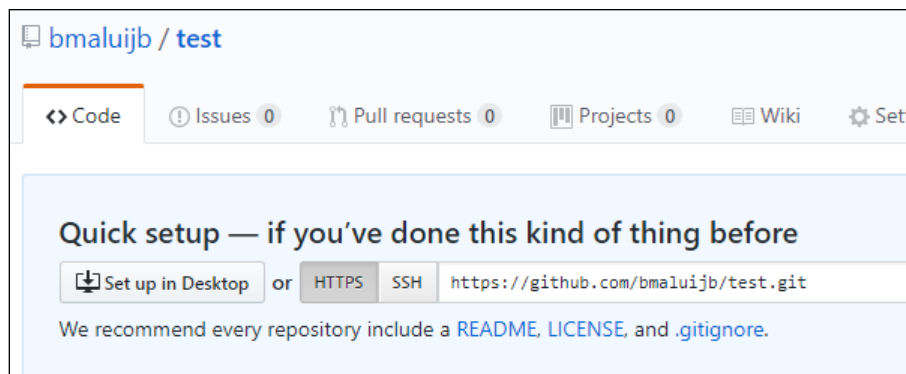 bmaluijb / test
Code Issues 0 Pull requests 0 Projects 0 Wiki Set
Quick setup — if you’ve done this kind of thing before
Set up in Desktop or HTTPS SSH https://github.com/bmaluijb/test.git
We recommend every repository include a README, LICENSE, and .gitignore.